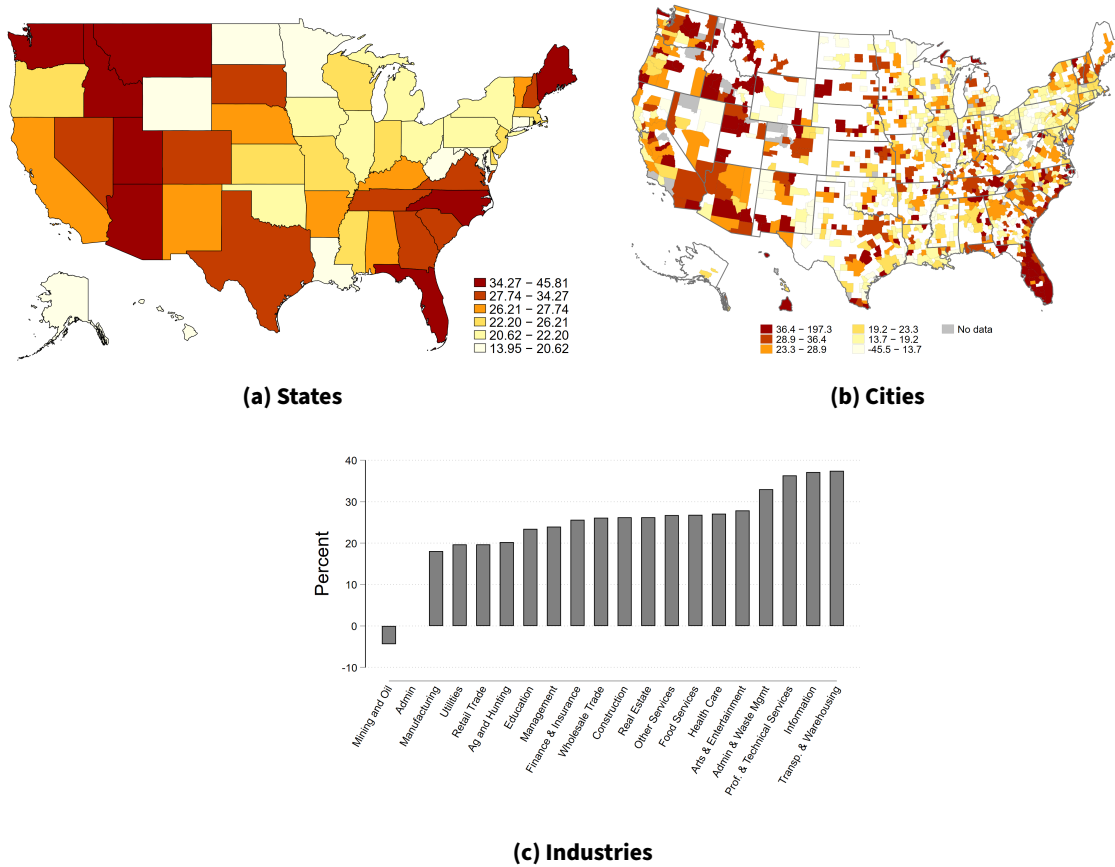 34.27 − 45.81
27.74 − 34.27
26.21 − 27.74
22.20 − 26.21
20.62 − 22.20
13.95 − 20.62
(a) States
36.4 − 197.3
28.9 − 36.4
23.3 − 28.9
19.2 − 23.3
13.7 − 19.2
-45.5 − 13.7
No data
(b) Cities
Percent
40
30
20
10
0
-10
Mining and Oil
Admin
Manufacturing
Utilities
Retail Trade
Ag and Hunting
Education
Management
Finance & Insurance
Wholesale Trade
Construction
Real Estate
Other Services
Food Services
Health Care
Arts & Entertainment
Admin & Waste Mgmt
Prof. & Technical Services
Information
Transp. & Warehousing
(c) Industries